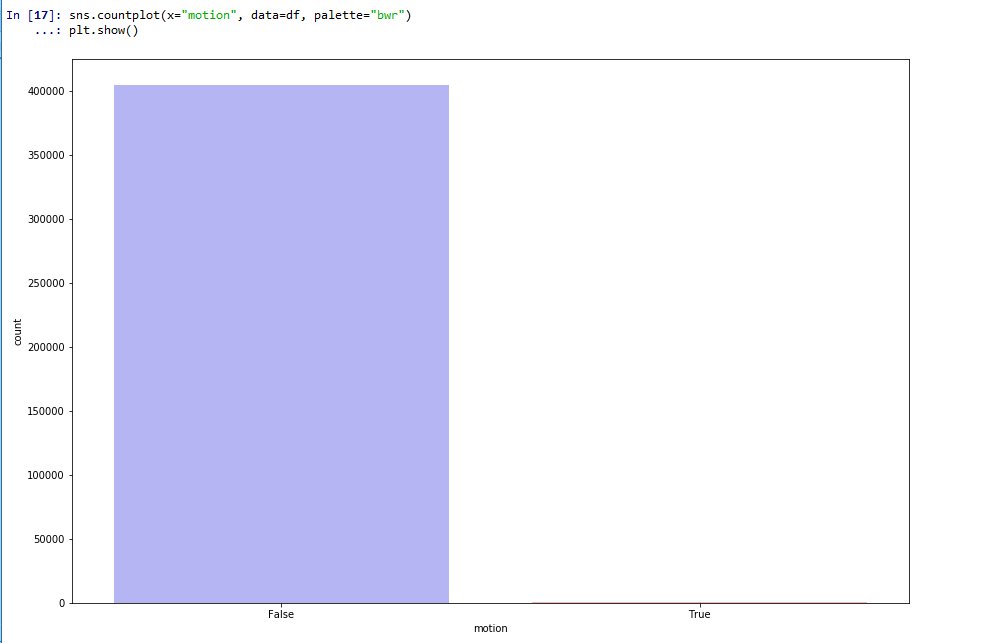 In [17]: sns.countplot(x="motion", data=df, palette="bwr")
...: plt.show()
400000
350000
300000
250000
200000
150000
100000
50000
0
count
False True
motion